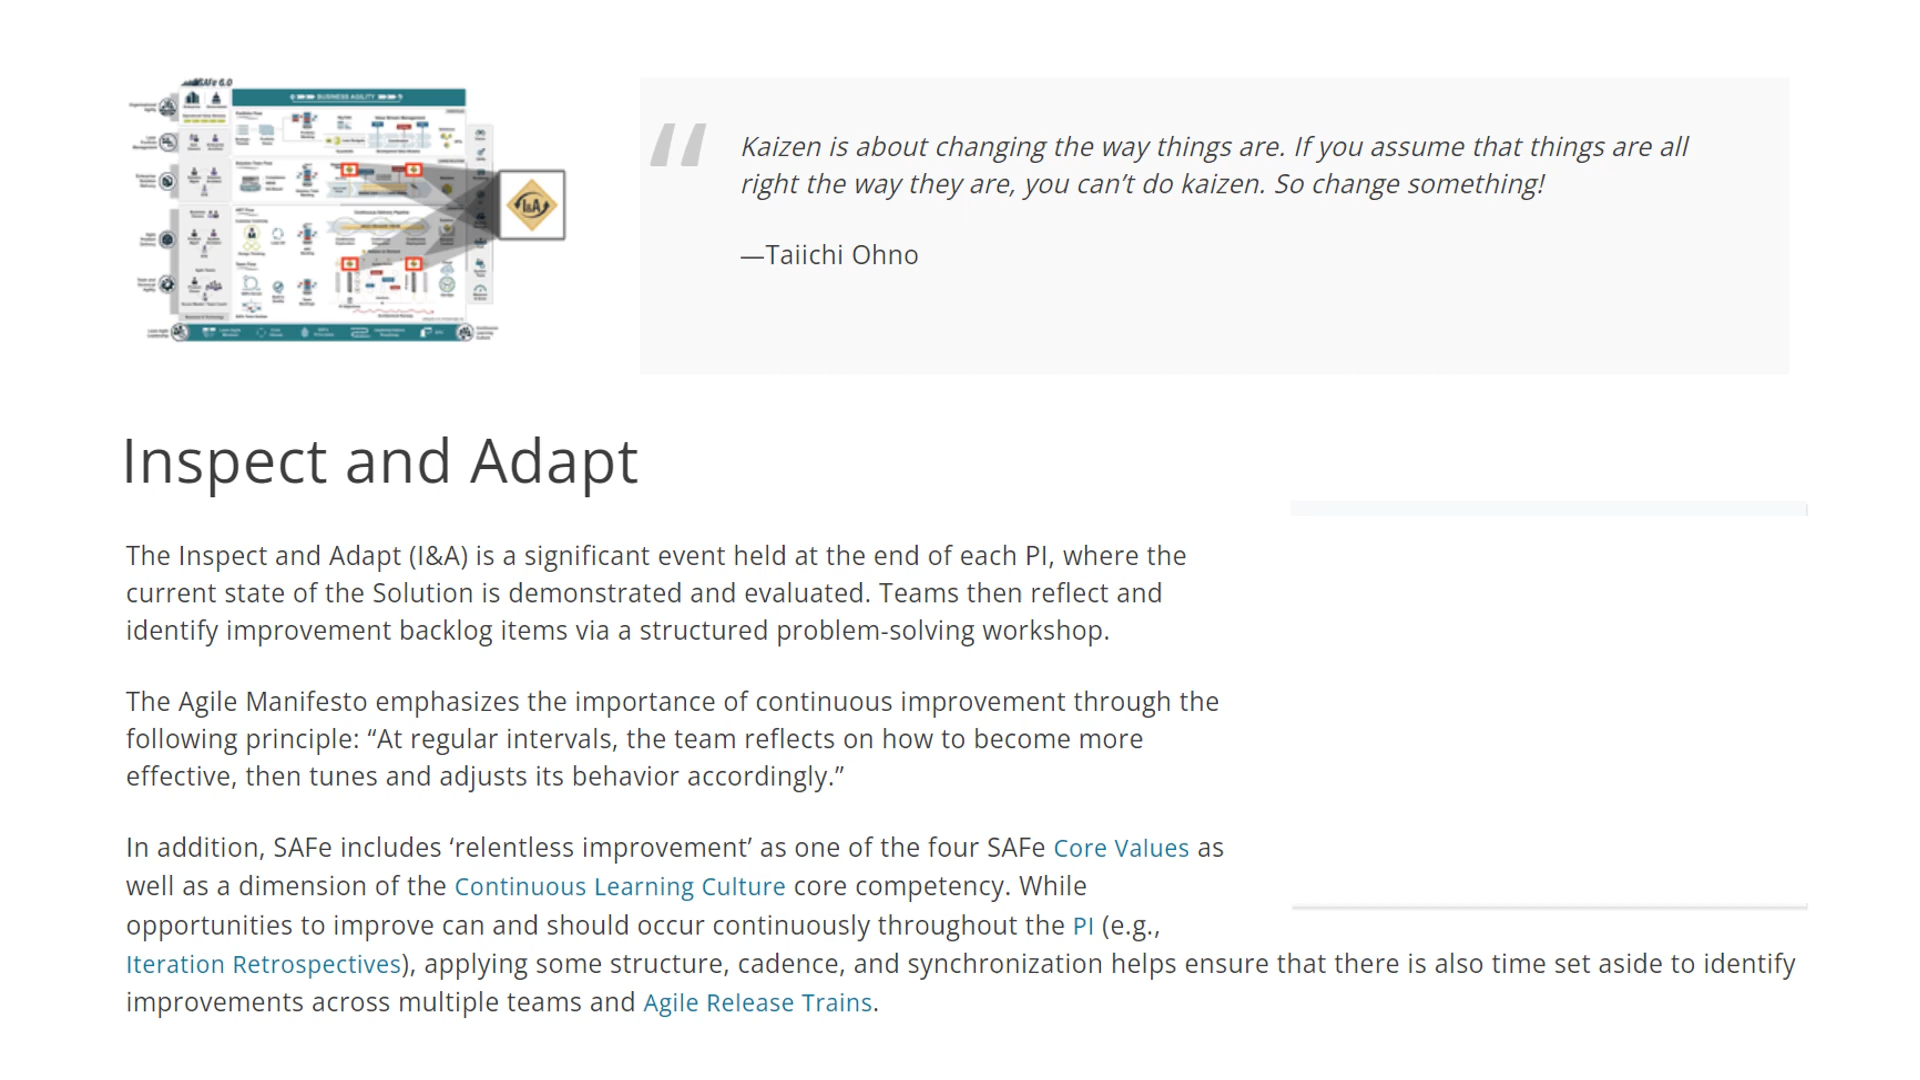 SAFe 6.0
BUSINESS AGILITY
I&A
Kaizen is about changing the way things are. If you assume that things are all
right the way they are, you can’t do kaizen. So change something!
—Taiichi Ohno
Inspect and Adapt
The Inspect and Adapt (I&A) is a significant event held at the end of each PI, where the
current state of the Solution is demonstrated and evaluated. Teams then reflect and
identify improvement backlog items via a structured problem-solving workshop.
The Agile Manifesto emphasizes the importance of continuous improvement through the
following principle: “At regular intervals, the team reflects on how to become more
effective, then tunes and adjusts its behavior accordingly.”
In addition, SAFe includes ‘relentless improvement’ as one of the four SAFe Core Values as
well as a dimension of the Continuous Learning Culture core competency. While
opportunities to improve can and should occur continuously throughout the PI (e.g.,
Iteration Retrospectives), applying some structure, cadence, and synchronization helps ensure that there is also time set aside to identify
improvements across multiple teams and Agile Release Trains.